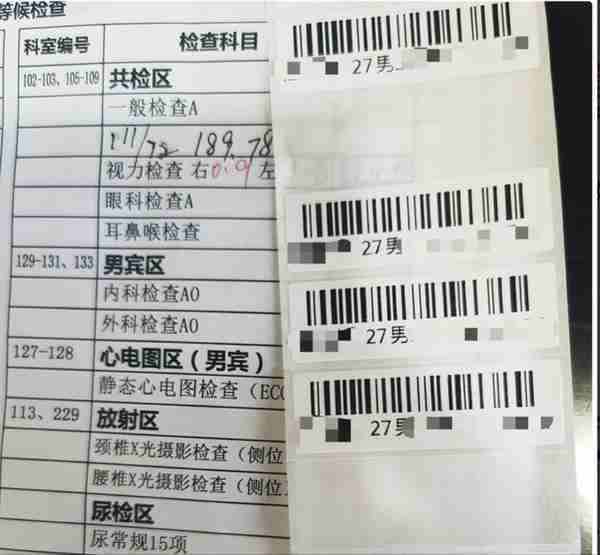 等候检查
科室编号 检查科目
102-103、105-109 共检区
一般检查A
111/72 189.78
视力检查 右0.9 左
眼科检查A
耳鼻喉检查
129-131、133 男宾区
内科检查A0
外科检查A0
127-128 心电图区（男宾）
静态心电图检查（ECG
113、229 放射区
颈椎X光摄影检查（侧位
腰椎X光摄影检查（侧位
尿检区
尿常规15项
27男
27男
27男
27男